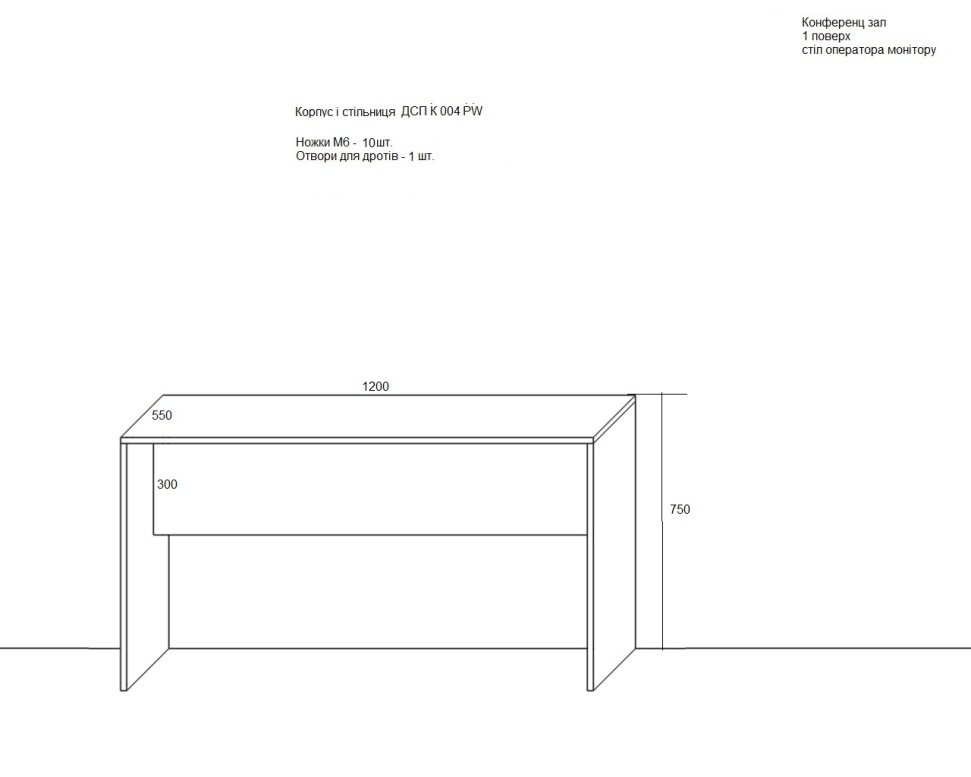 Конференц зал
1 поверх
стіл оператора монітору
Корпус і стільниця ДСП К 004 PW
Ножки М6 - 10шт.
Отвори для дротів - 1 шт.
1200
550
300
750